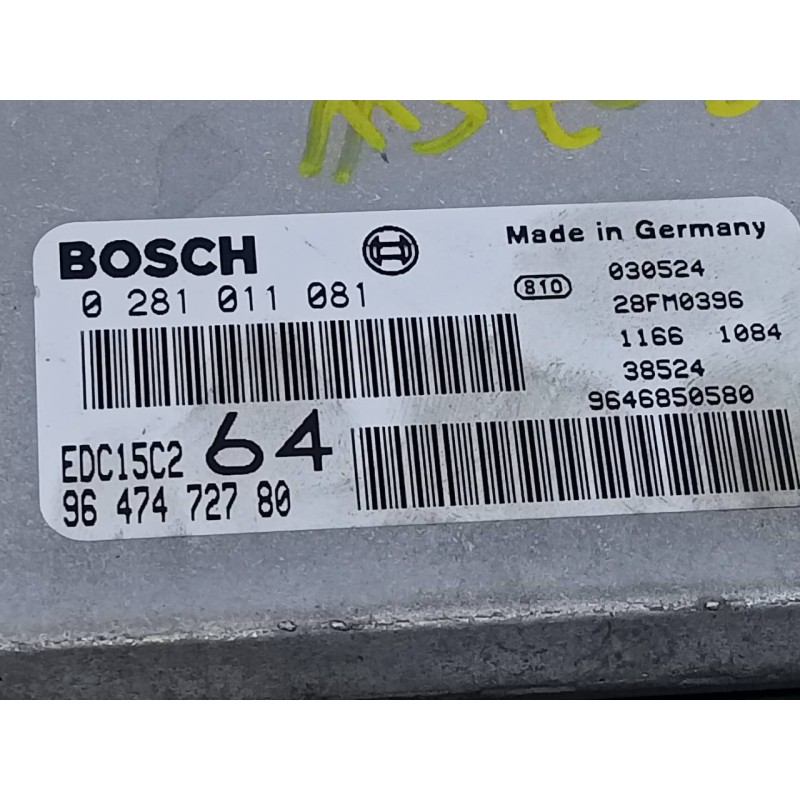 BOSCH
Made in Germany
0 281 011 081
810
030524
28FM0396
1166 1084
38524
9646850580
EDC15C2 64
96 474 727 80